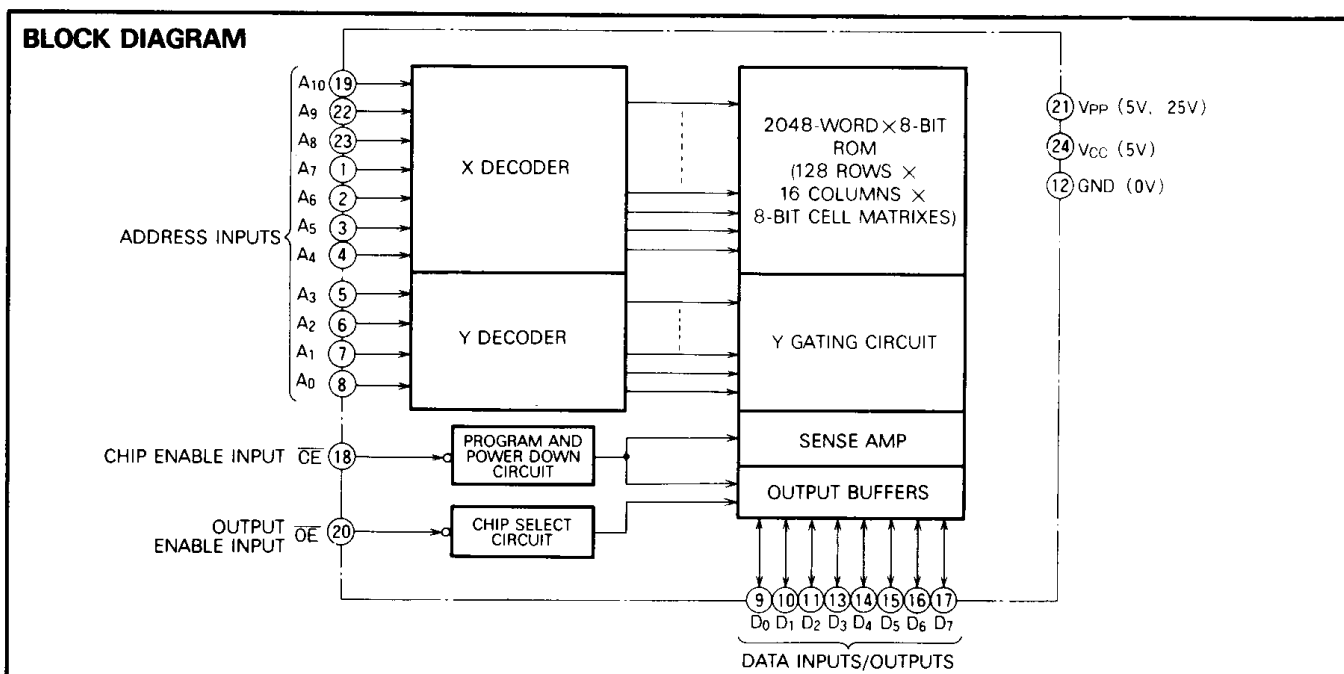 BLOCK DIAGRAM
A10 19
A9 22
A8 23
A7 1
A6 2
A5 3
A4 4
A3 5
A2 6
A1 7
A0 8
ADDRESS INPUTS
X DECODER
Y DECODER
2048-WORD×8-BIT
ROM
(128 ROWS ×
16 COLUMNS ×
8-BIT CELL MATRIXES)
Y GATING CIRCUIT
SENSE AMP
OUTPUT BUFFERS
21 VPP (5V, 25V)
24 VCC (5V)
12 GND (0V)
CHIP ENABLE INPUT C̅E̅ 18
PROGRAM AND
POWER DOWN
CIRCUIT
OUTPUT
ENABLE INPUT O̅E̅ 20
CHIP SELECT
CIRCUIT
9 10 11 13 14 15 16 17
D0 D1 D2 D3 D4 D5 D6 D7
DATA INPUTS/OUTPUTS